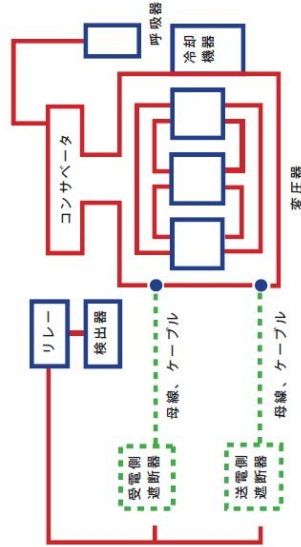 呼吸器
冷却
機器
コンサベータ
変圧器
リレー
検出器
母線、ケーブル
母線、ケーブル
受電側
遮断器
送電側
遮断器